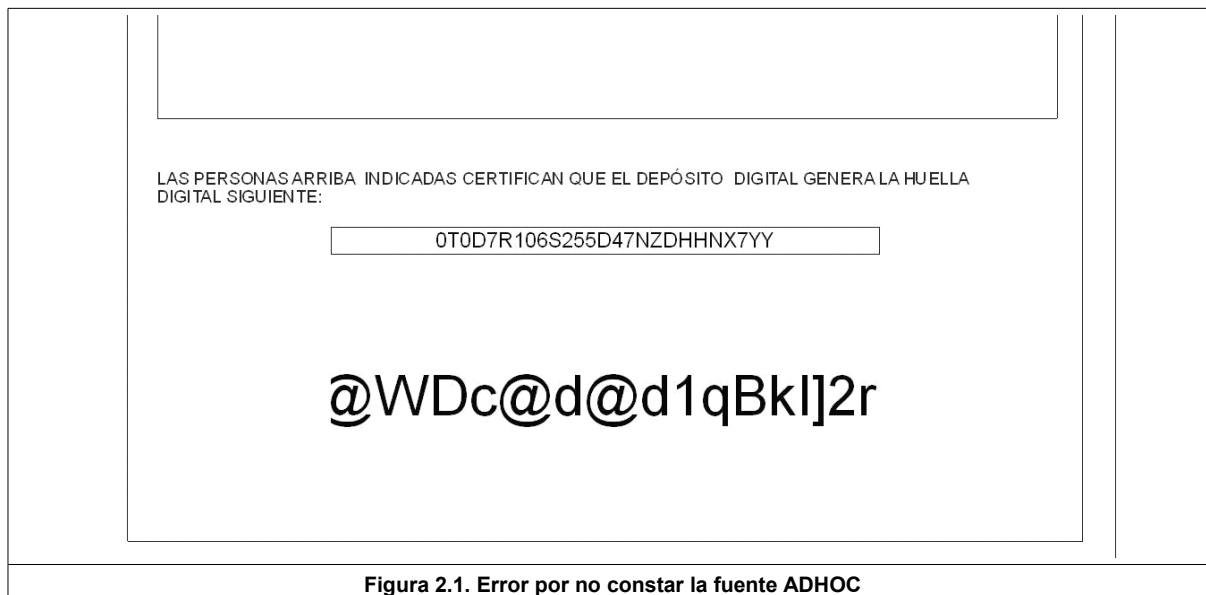 LAS PERSONAS ARRIBA INDICADAS CERTIFICAN QUE EL DEPÓSITO DIGITAL GENERA LA HUELLA
DIGITAL SIGUIENTE:
0T0D7R106S255D47NZDHHNX7YY
@WDc@d@d1qBkI]2r
Figura 2.1. Error por no constar la fuente ADHOC